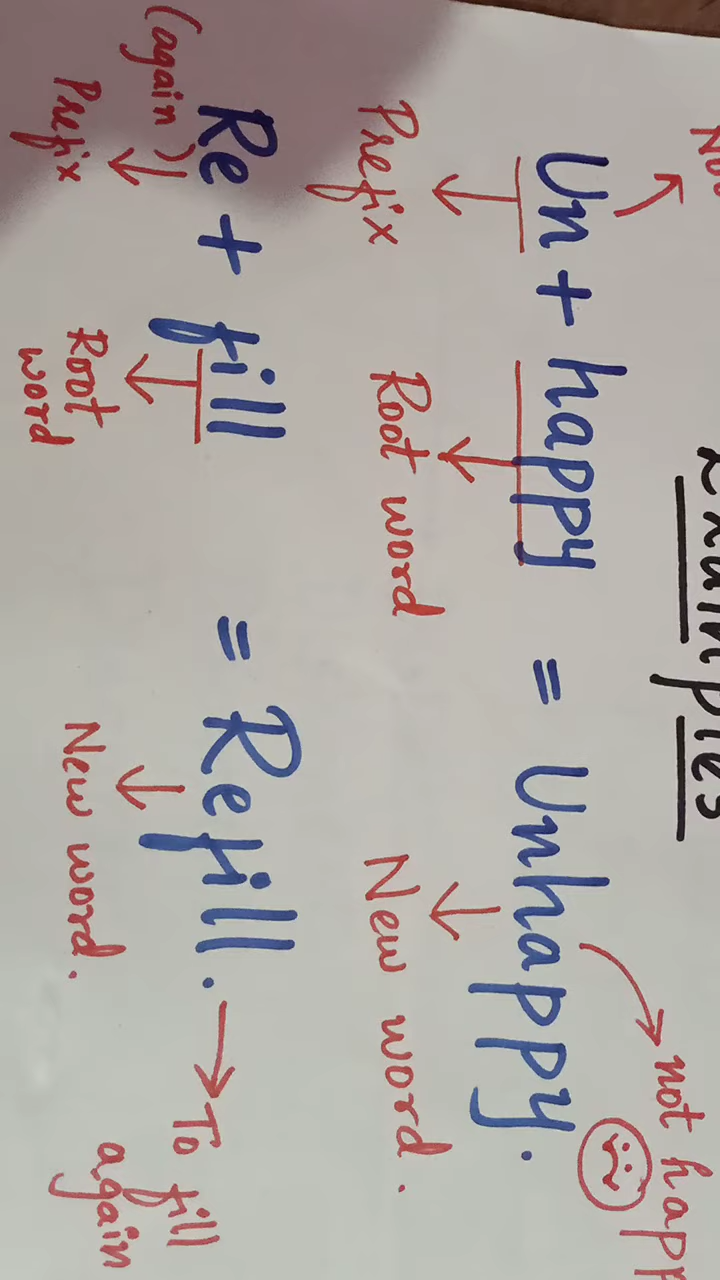 Examples
not happ
Un + happy = Unhappy.
Prefix Root word New word.
Re + fill = Refill. → To fill again
(again)
Prefix Root word New word.